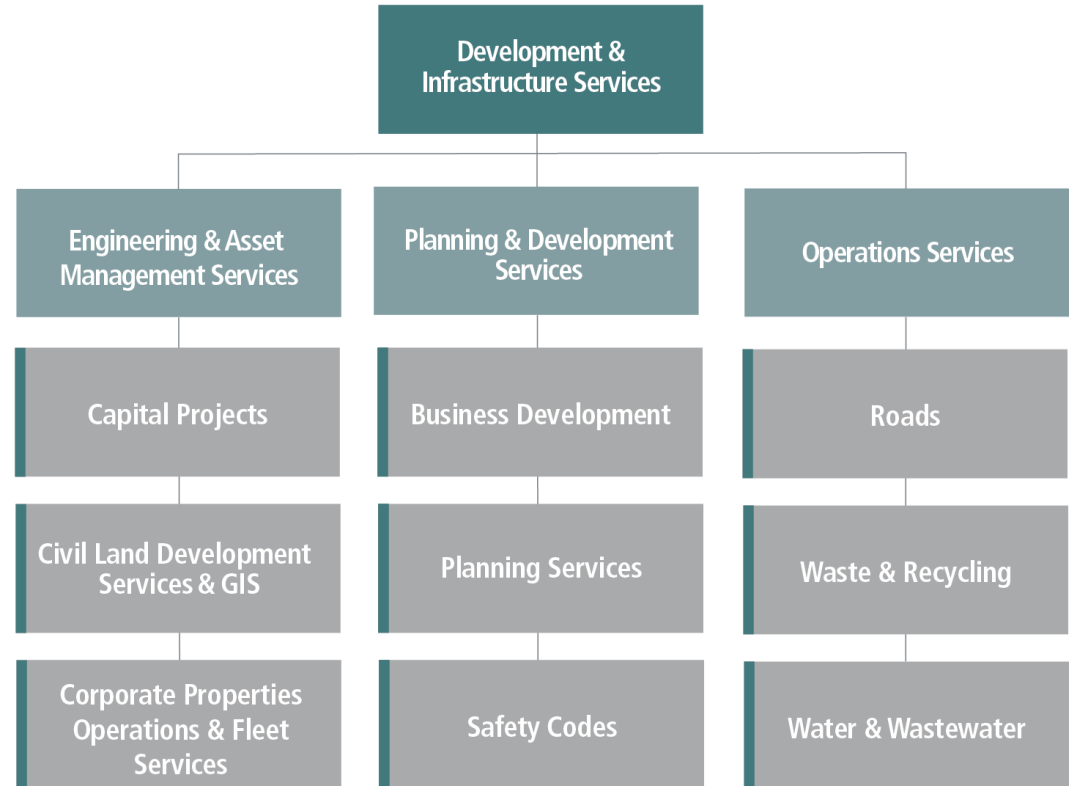 Development &
Infrastructure Services
Engineering & Asset
Management Services
Planning & Development
Services
Operations Services
Capital Projects
Business Development
Roads
Civil Land Development
Services & GIS
Planning Services
Waste & Recycling
Corporate Properties
Operations & Fleet
Services
Safety Codes
Water & Wastewater